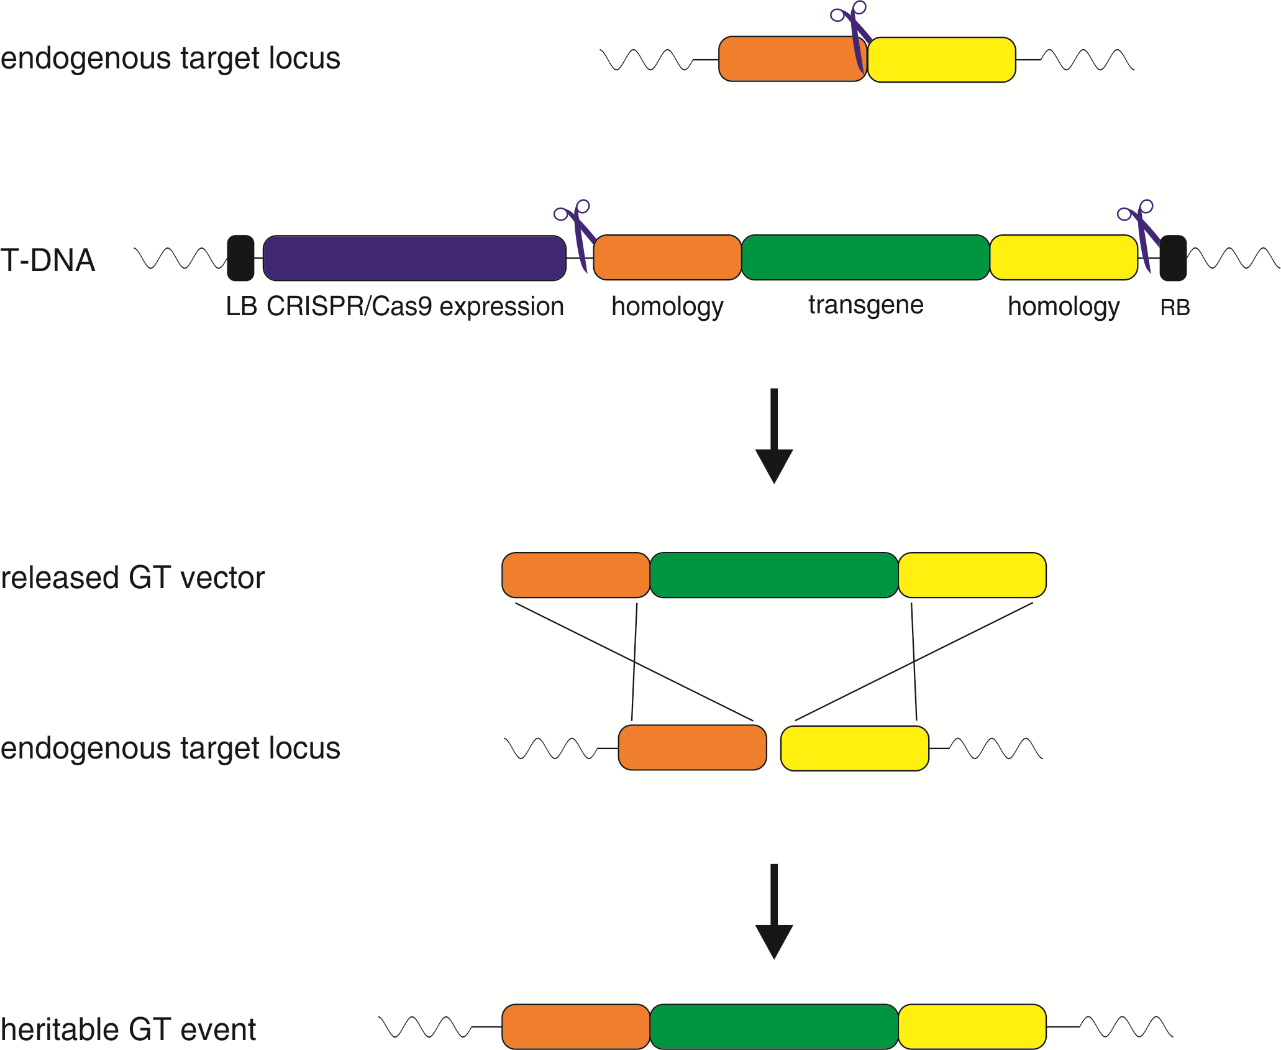 endogenous target locus
T-DNA
LB CRISPR/Cas9 expression homology transgene homology RB
released GT vector
endogenous target locus
heritable GT event